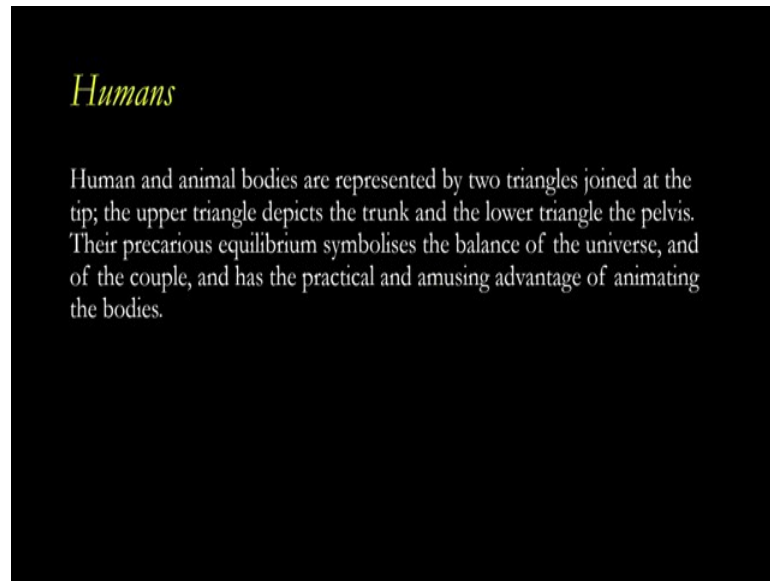 Humans
Human and animal bodies are represented by two triangles joined at the
tip; the upper triangle depicts the trunk and the lower triangle the pelvis.
Their precarious equilibrium symbolises the balance of the universe, and
of the couple, and has the practical and amusing advantage of animating
the bodies.